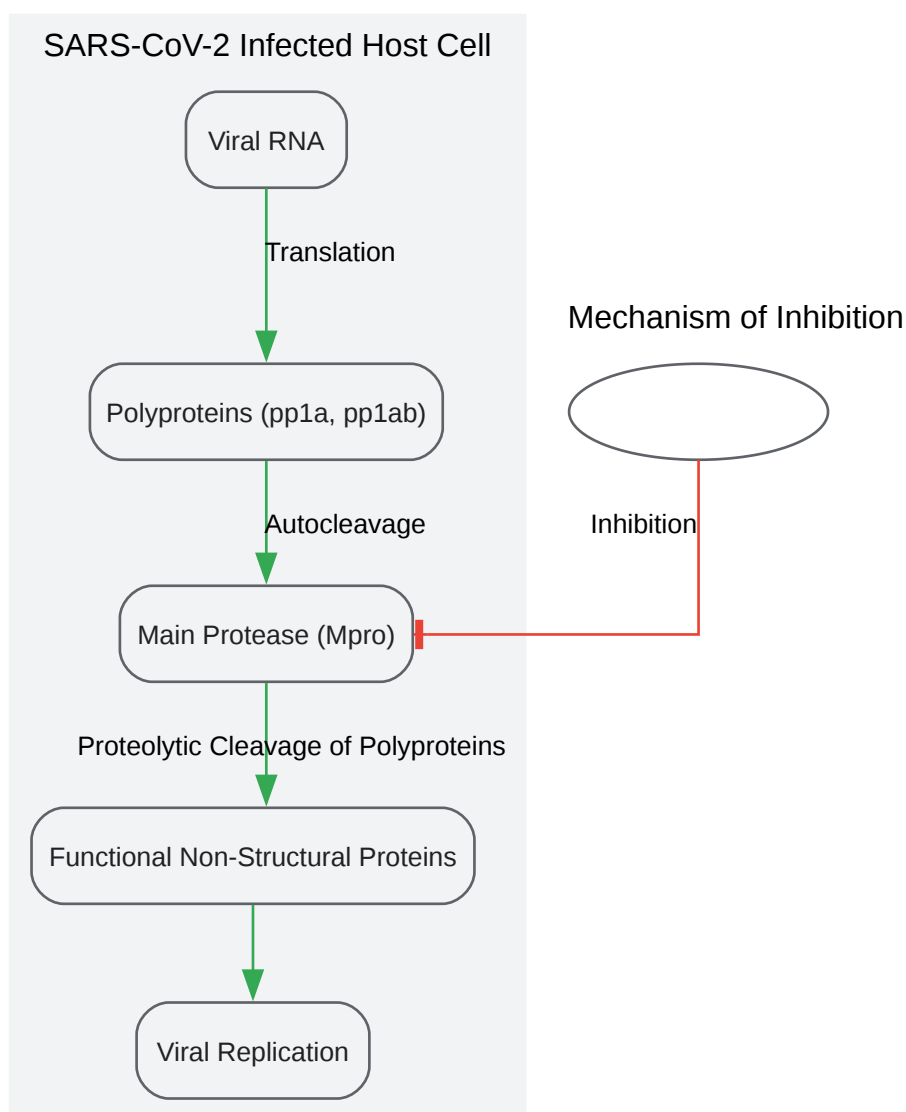 SARS-CoV-2 Infected Host Cell
Viral RNA
Translation
Mechanism of Inhibition
Polyproteins (pp1a, pp1ab)
Autocleavage
Inhibition
Main Protease (Mpro)
Proteolytic Cleavage of Polyproteins
Functional Non-Structural Proteins
Viral Replication